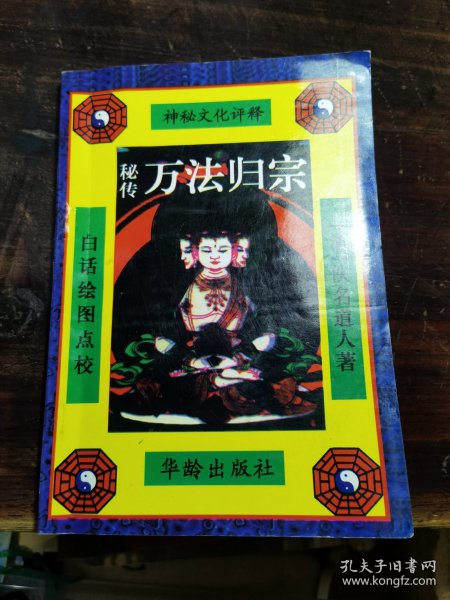 神秘文化评释
秘传 万法归宗
白话绘图点校
名道人著
华龄出版社
孔夫子旧书网
www.kongfz.com